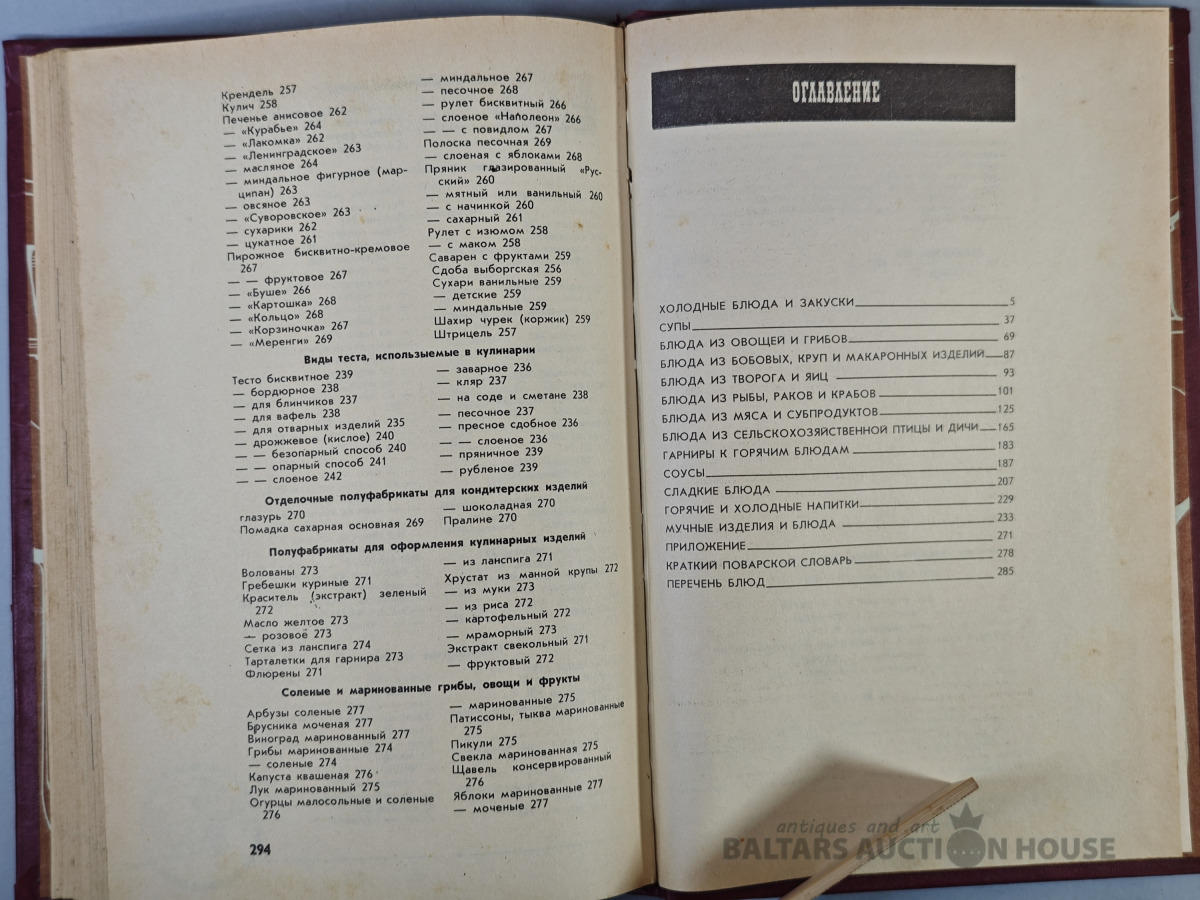 Крендель 257
Кулич 258
Печенье анисовое 262
— «Курабье» 264
— «Лакомка» 262
— «Ленинградское» 263
— масляное 264
— миндальное фигурное (мар-
ципан) 263
— овсяное 263
— «Суворовское» 263
— сухарики 262
— цукатное 261
Пирожное бисквитно-кремовое
267
— — фруктовое 267
— «Буше» 266
— «Картошка» 268
— «Кольцо» 268
— «Корзиночка» 267
— «Меренги» 269
— миндальное 267
— песочное 268
— рулет бисквитный 266
— слоеное «Наполеон» 266
— — с повидлом 267
Полоска песочная 269
— слоеная с яблоками 268
Пряник глазированный «Рус-
ский» 260
— мятный или ванильный 260
— с начинкой 260
— сахарный 261
Рулет с изюмом 258
— с маком 258
Саварен с фруктами 259
Сдоба выборгская 256
Сухари ванильные 259
— детские 259
— миндальные 259
Шахир чурек (коржик) 259
Штрицель 257
Виды теста, используемые в кулинарии
Тесто бисквитное 239
— бордюрное 238
— для блинчиков 237
— для вафель 238
— для отварных изделий 235
— дрожжевое (кислое) 240
— — безопарный способ 240
— — опарный способ 241
— — слоеное 242
— заварное 236
— кляр 237
— на соде и сметане 238
— песочное 237
— пресное сдобное 236
— — слоеное 236
— пряничное 239
— рубленое 239
Отделочные полуфабрикаты для кондитерских изделий
глазурь 270
Помадка сахарная основная 269
— шоколадная 270
Пралине 270
Полуфабрикаты для оформления кулинарных изделий
Волованы 273
Гребешки куриные 271
Краситель (экстракт) зеленый
272
Масло желтое 273
— розовое 273
Сетка из ланспига 274
Тарталетки для гарнира 273
Флюрены 271
— из ланспига 271
Хрустат из манной крупы 272
— из муки 273
— из риса 272
— картофельный 272
— мраморный 273
Экстракт свекольный 271
— фруктовый 272
Соленые и маринованные грибы, овощи и фрукты
Арбузы соленые 277
Брусника моченая 277
Виноград маринованный 277
Грибы маринованные 274
— соленые 274
Капуста квашеная 276
Лук маринованный 275
Огурцы малосольные и соленые
276
— маринованные 275
Патиссоны, тыква маринованные
275
Пикули 275
Свекла маринованная 275
Щавель консервированный
276
Яблоки маринованные 277
— моченые 277
294
ОГЛАВЛЕНИЕ
ХОЛОДНЫЕ БЛЮДА И ЗАКУСКИ 5
СУПЫ 37
БЛЮДА ИЗ ОВОЩЕЙ И ГРИБОВ 69
БЛЮДА ИЗ БОБОВЫХ, КРУП И МАКАРОННЫХ ИЗДЕЛИЙ 87
БЛЮДА ИЗ ТВОРОГА И ЯИЦ 93
БЛЮДА ИЗ РЫБЫ, РАКОВ И КРАБОВ 101
БЛЮДА ИЗ МЯСА И СУБПРОДУКТОВ 125
БЛЮДА ИЗ СЕЛЬСКОХОЗЯЙСТВЕННОЙ ПТИЦЫ И ДИЧИ 165
ГАРНИРЫ К ГОРЯЧИМ БЛЮДАМ 183
СОУСЫ 187
СЛАДКИЕ БЛЮДА 207
ГОРЯЧИЕ И ХОЛОДНЫЕ НАПИТКИ 229
МУЧНЫЕ ИЗДЕЛИЯ И БЛЮДА 233
ПРИЛОЖЕНИЕ 271
КРАТКИЙ ПОВАРСКОЙ СЛОВАРЬ 278
ПЕРЕЧЕНЬ БЛЮД 285
antiques and art
BALTARS AUCTION HOUSE